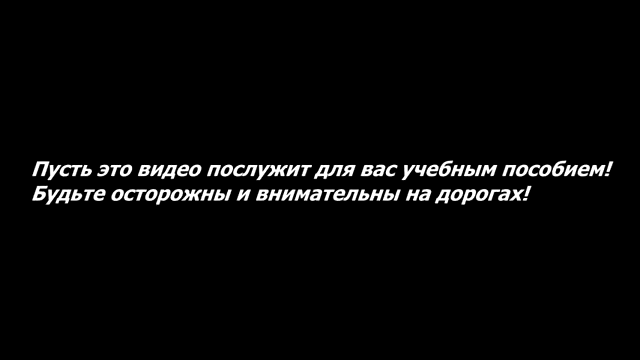 Пусть это видео послужит для вас учебным пособием!
Будьте осторожны и внимательны на дорогах!